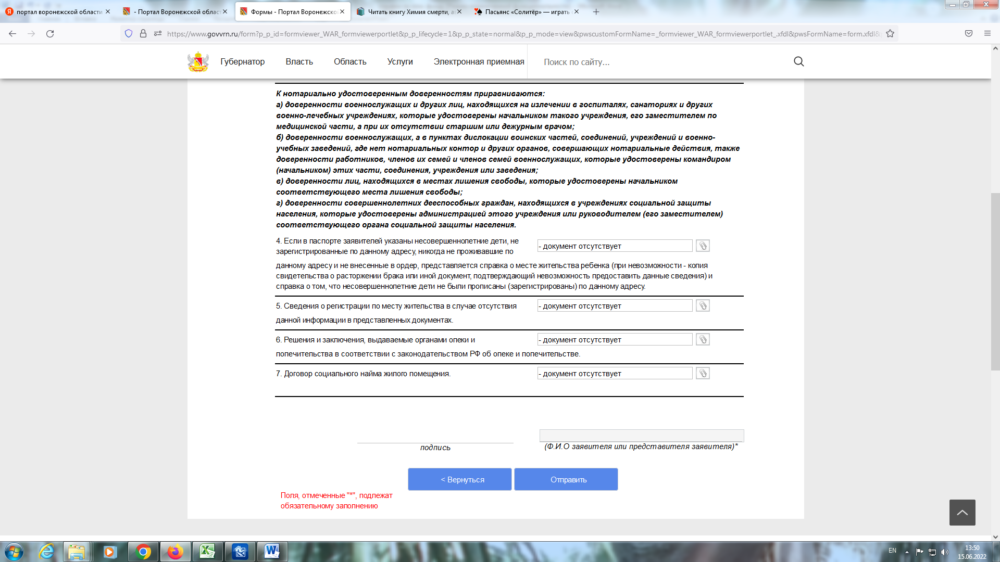 портал воронежской области
- Портал Воронежской облас
Формы - Портал Воронежско
Читать книгу Химия смерти, а
Пасьянс «Солитёр» — играть
https://www.govvrn.ru/form?p_p_id=formviewer_WAR_formviewerportlet&p_p_lifecycle=1&p_p_state=normal&p_p_mode=view&pwscustomFormName=_formviewer_WAR_formviewerportlet_.xfdl&pwsFormName=form.xfdl&
Губернатор Власть Область Услуги Электронная приемная Поиск по сайту...
К нотариально удостоверенным доверенностям приравниваются:
а) доверенности военнослужащих и других лиц, находящихся на излечении в госпиталях, санаториях и других
военно-лечебных учреждениях, которые удостоверены начальником такого учреждения, его заместителем по
медицинской части, а при их отсутствии старшим или дежурным врачом;
б) доверенности военнослужащих, а в пунктах дислокации воинских частей, соединений, учреждений и военно-
учебных заведений, где нет нотариальных контор и других органов, совершающих нотариальные действия, также
доверенности работников, членов их семей и членов семей военнослужащих, которые удостоверены командиром
(начальником) этих части, соединения, учреждения или заведения;
в) доверенности лиц, находящихся в местах лишения свободы, которые удостоверены начальником
соответствующего места лишения свободы;
г) доверенности совершеннолетних дееспособных граждан, находящихся в учреждениях социальной защиты
населения, которые удостоверены администрацией этого учреждения или руководителем (его заместителем)
соответствующего органа социальной защиты населения.
4. Если в паспорте заявителей указаны несовершеннолетние дети, не
зарегистрированные по данному адресу, никогда не проживавшие по
- документ отсутствует
данному адресу и не внесенные в ордер, представляется справка о месте жительства ребенка (при невозможности - копия
свидетельства о расторжении брака или иной документ, подтверждающий невозможность предоставить данные сведения) и
справка о том, что несовершеннолетние дети не были прописаны (зарегистрированы) по данному адресу.
5. Сведения о регистрации по месту жительства в случае отсутствия
- документ отсутствует
данной информации в представленных документах.
6. Решения и заключения, выдаваемые органами опеки и
- документ отсутствует
попечительства в соответствии с законодательством РФ об опеке и попечительстве.
7. Договор социального найма жилого помещения.
- документ отсутствует
подпись
(Ф.И.О заявителя или представителя заявителя)*
< Вернуться
Отправить
Поля, отмеченные "*", подлежат
обязательному заполнению
EN
13:50
15.06.2022